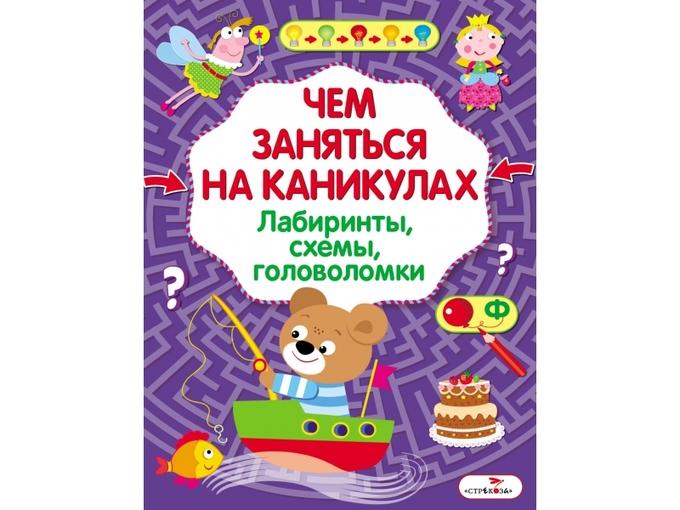 ЧЕМ
ЗАНЯТЬСЯ
НА КАНИКУЛАХ
Лабиринты,
схемы,
головоломки
?
?
Ф
«СТРЕКОЗА»